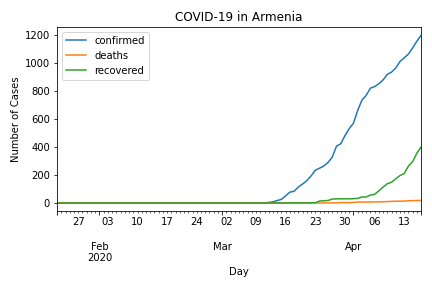 COVID-19 in Armenia
confirmed
deaths
recovered
Number of Cases
1200
1000
800
600
400
200
0
27 03 10 17 24 02 09 16 23 30 06 13
Feb Mar Apr
2020
Day